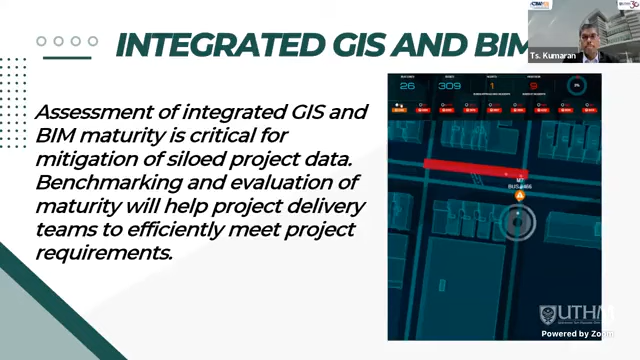 INTEGRATED GIS AND BIM
Ts. Kumaran
Assessment of integrated GIS and
BIM maturity is critical for
mitigation of siloed project data.
Benchmarking and evaluation of
maturity will help project delivery
teams to efficiently meet project
requirements.
26
309
1
9
UTHM
Powered by Zoom